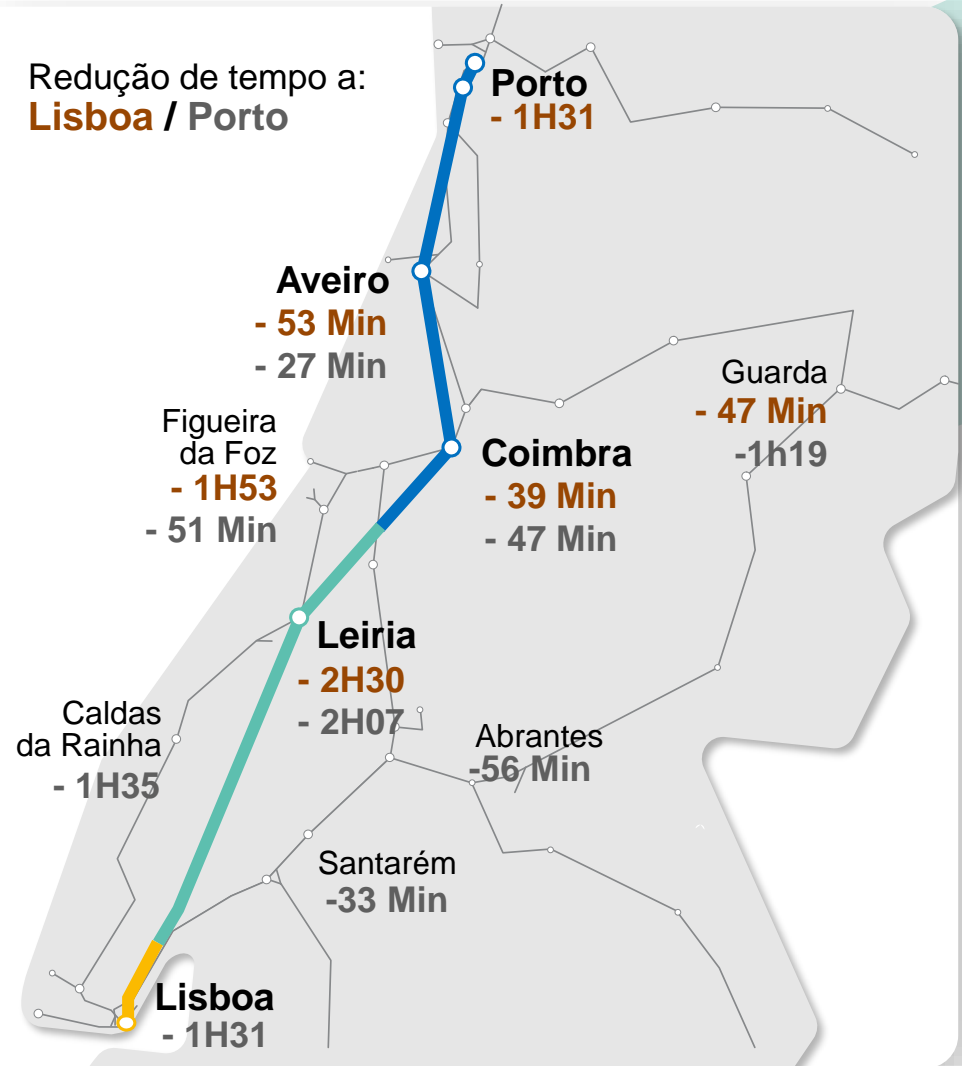 Redução de tempo a:
Lisboa / Porto
Porto
- 1H31
Aveiro
- 53 Min
- 27 Min
Guarda
- 47 Min
-1h19
Figueira
da Foz
- 1H53
- 51 Min
Coimbra
- 39 Min
- 47 Min
Leiria
- 2H30
- 2H07
Caldas
da Rainha
- 1H35
Abrantes
-56 Min
Santarém
-33 Min
Lisboa
- 1H31